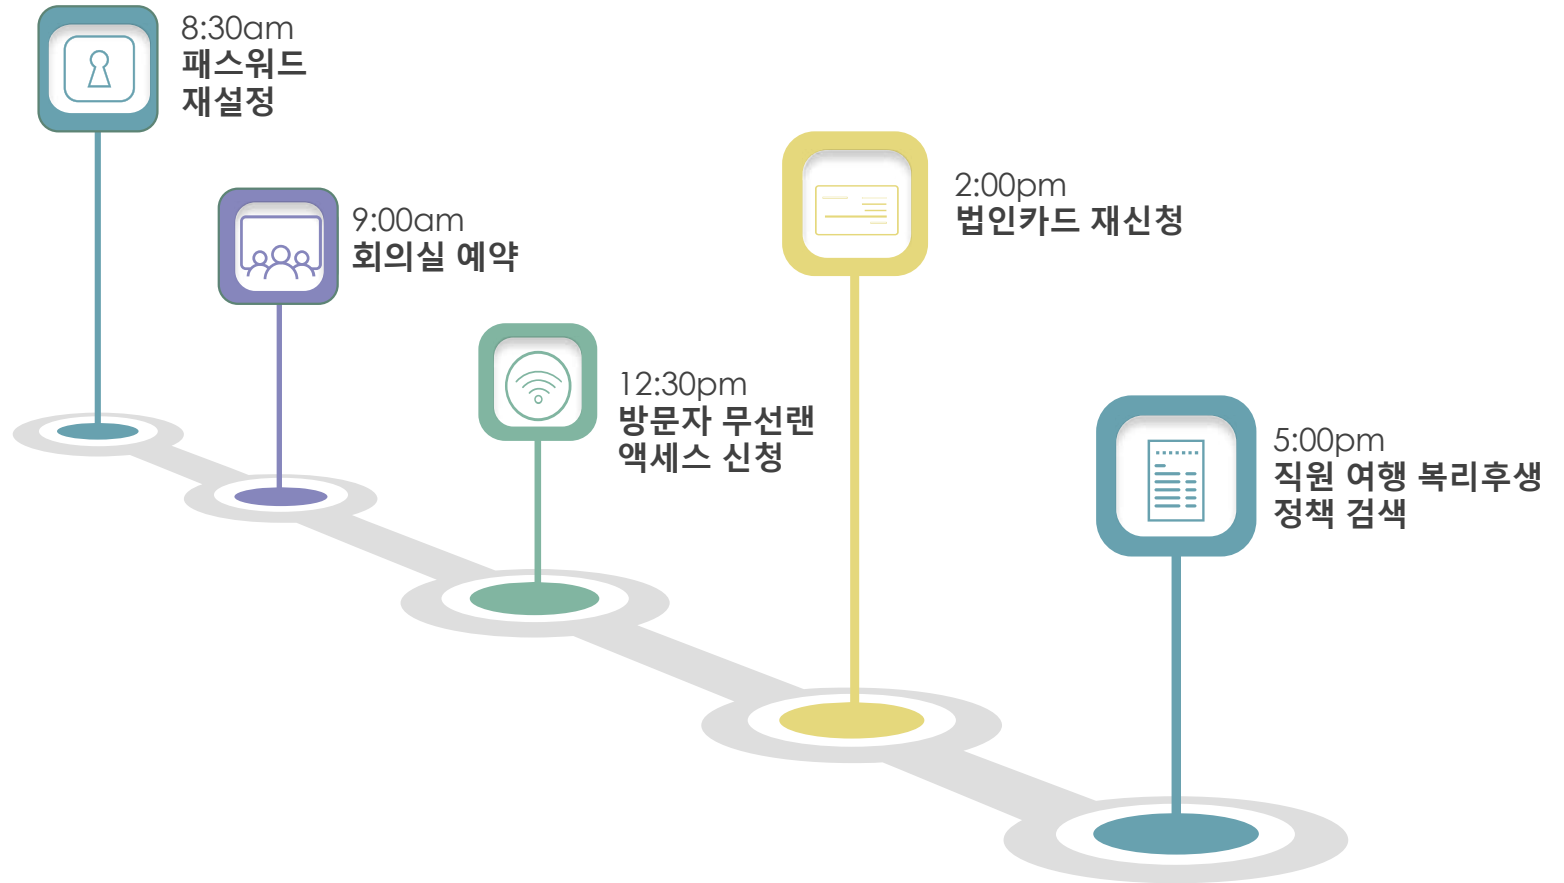 8:30am
패스워드
재설정
9:00am
회의실 예약
12:30pm
방문자 무선랜
액세스 신청
2:00pm
법인카드 재신청
5:00pm
직원 여행 복리후생
정책 검색